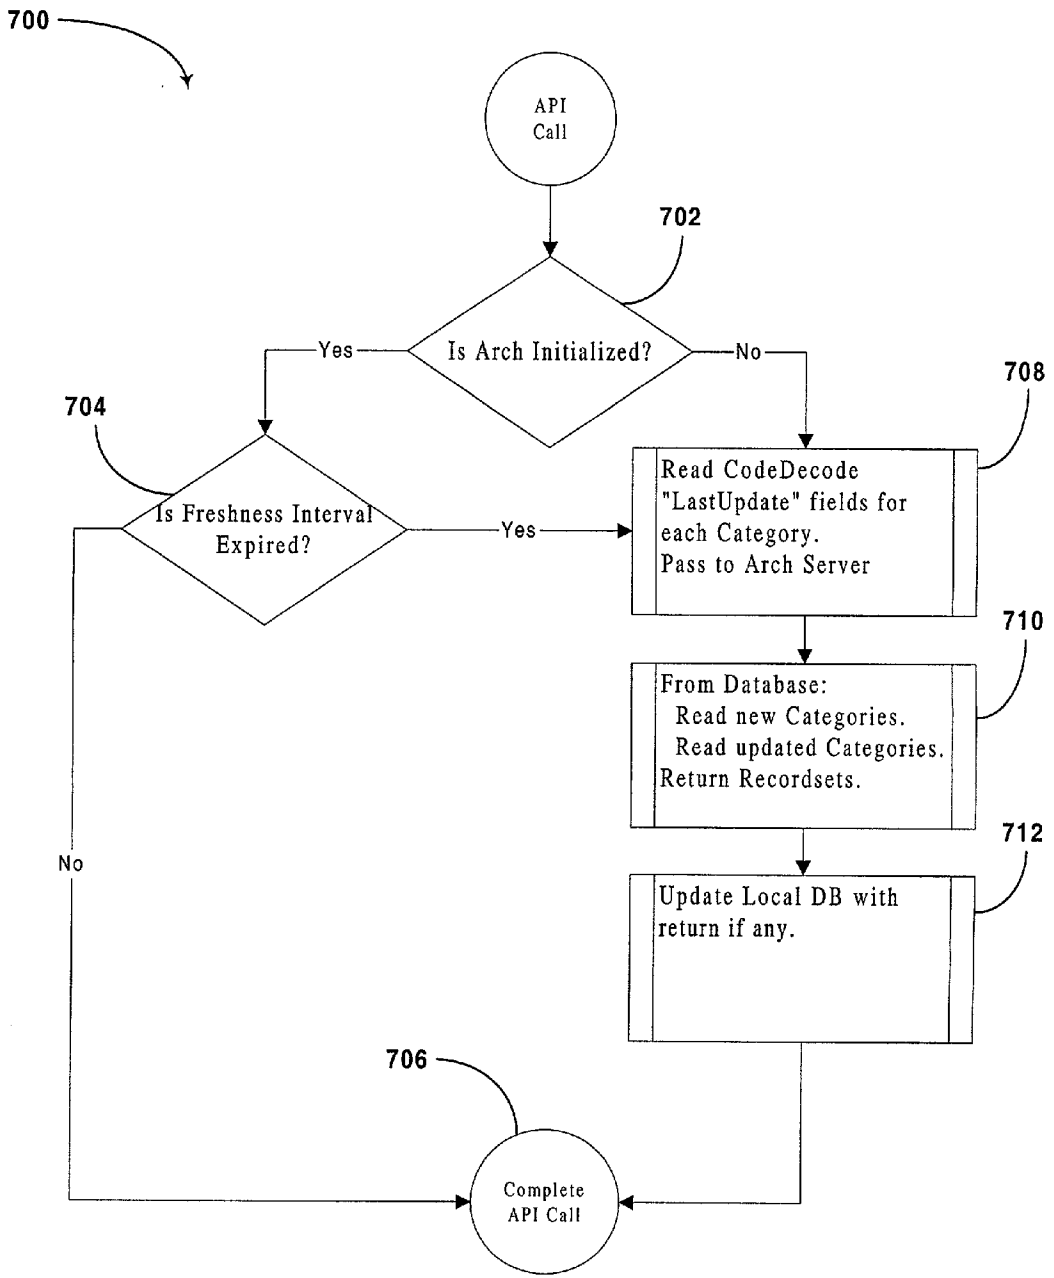 700
API
Call
702
Is Arch Initialized?
Yes
No
704
708
Is Freshness Interval
Expired?
Yes
Read CodeDecode
"LastUpdate" fields for
each Category.
Pass to Arch Server
710
From Database:
Read new Categories.
Read updated Categories.
Return Recordsets.
712
No
Update Local DB with
return if any.
706
Complete
API Call